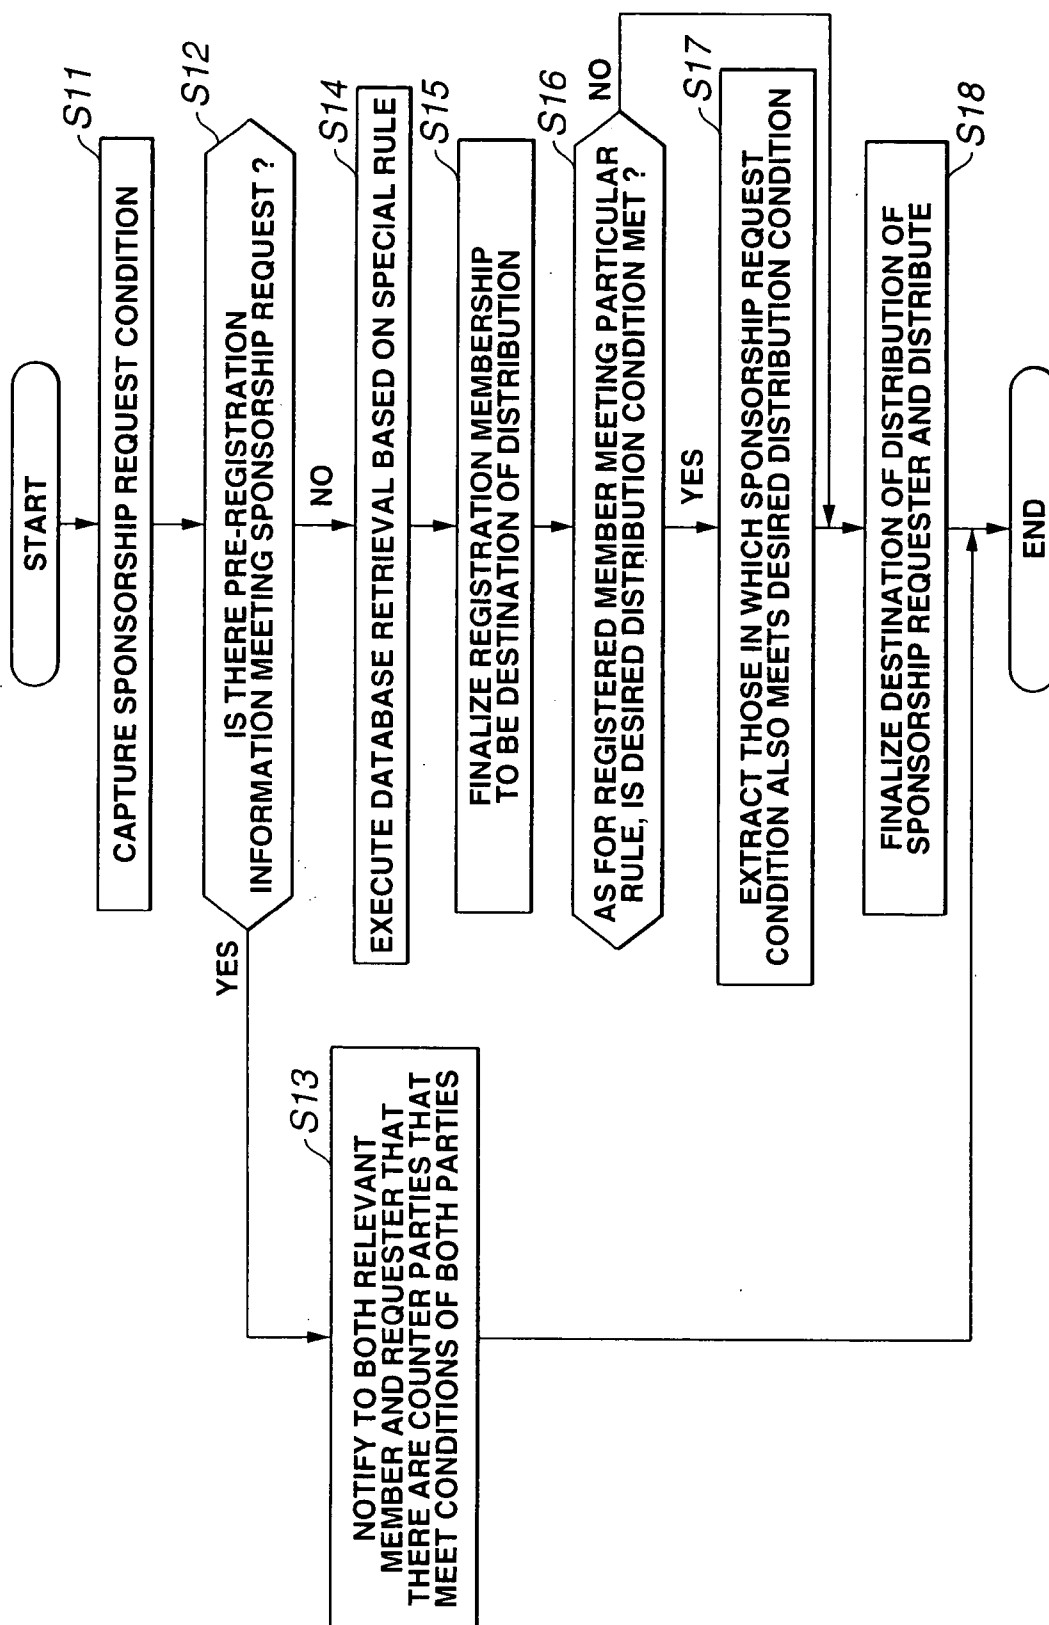 START
S11
CAPTURE SPONSORSHIP REQUEST CONDITION
S12
IS THERE PRE-REGISTRATION
INFORMATION MEETING SPONSORSHIP REQUEST ?
YES
NO
S13
NOTIFY TO BOTH RELEVANT
MEMBER AND REQUESTER THAT
THERE ARE COUNTER PARTIES THAT
MEET CONDITIONS OF BOTH PARTIES
S14
EXECUTE DATABASE RETRIEVAL BASED ON SPECIAL RULE
S15
FINALIZE REGISTRATION MEMBERSHIP
TO BE DESTINATION OF DISTRIBUTION
S16
AS FOR REGISTERED MEMBER MEETING PARTICULAR
RULE, IS DESIRED DISTRIBUTION CONDITION MET ?
NO
YES
S17
EXTRACT THOSE IN WHICH SPONSORSHIP REQUEST
CONDITION ALSO MEETS DESIRED DISTRIBUTION CONDITION
S18
FINALIZE DESTINATION OF DISTRIBUTION OF
SPONSORSHIP REQUESTER AND DISTRIBUTE
END